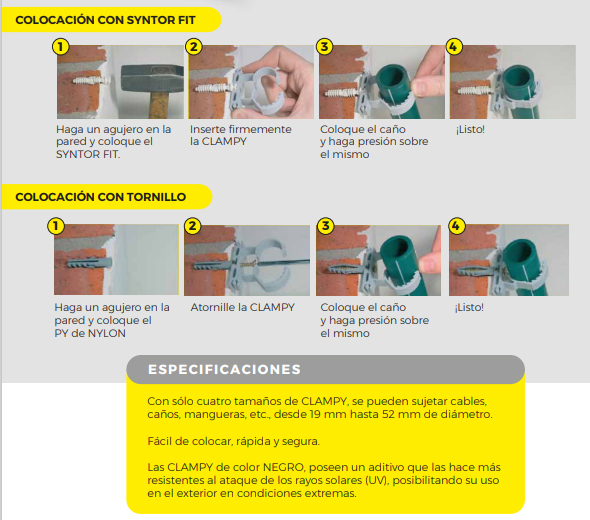 COLOCACIÓN CON SYNTOR FIT
1
2
3
4
Haga un agujero en la
pared y coloque el
SYNTOR FIT.
Inserte firmemente
la CLAMPY
Coloque el caño
y haga presión sobre
el mismo
¡Listo!
COLOCACIÓN CON TORNILLO
1
2
3
4
Haga un agujero en la
pared y coloque el
PY de NYLON
Atornille la CLAMPY
Coloque el caño
y haga presión sobre
el mismo
¡Listo!
ESPECIFICACIONES
Con sólo cuatro tamaños de CLAMPY, se pueden sujetar cables,
caños, mangueras, etc., desde 19 mm hasta 52 mm de diámetro.
Fácil de colocar, rápida y segura.
Las CLAMPY de color NEGRO, poseen un aditivo que las hace más
resistentes al ataque de los rayos solares (UV), posibilitando su uso
en el exterior en condiciones extremas.